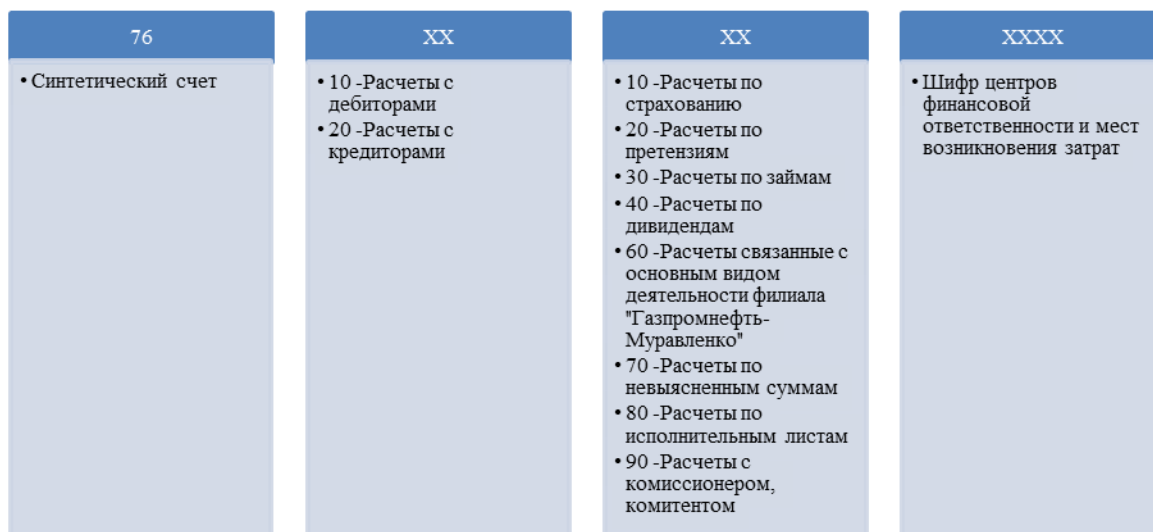 76
• Синтетический счет
XX
• 10 -Расчеты с
дебиторами
• 20 -Расчеты с
кредиторами
XX
• 10 -Расчеты по
страхованию
• 20 -Расчеты по
претензиям
• 30 -Расчеты по займам
• 40 -Расчеты по
дивидендам
• 60 -Расчеты связанные с
основным видом
деятельности филиала
"Газпромнефть-
Муравленко"
• 70 -Расчеты по
невыясненным суммам
• 80 -Расчеты по
исполнительным листам
• 90 -Расчеты с
комиссионером,
комитентом
XXXX
• Шифр центров
финансовой
ответственности и мест
возникновения затрат